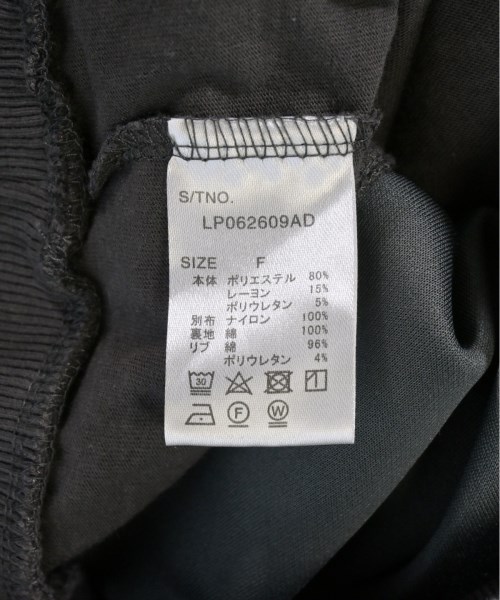 S/TNO.
LP062609AD
SIZE F
本体 ポリエステル 80%
レーヨン 15%
ポリウレタン 5%
別布 ナイロン 100%
裏地 綿 100%
リブ 綿 96%
ポリウレタン 4%
30
F W